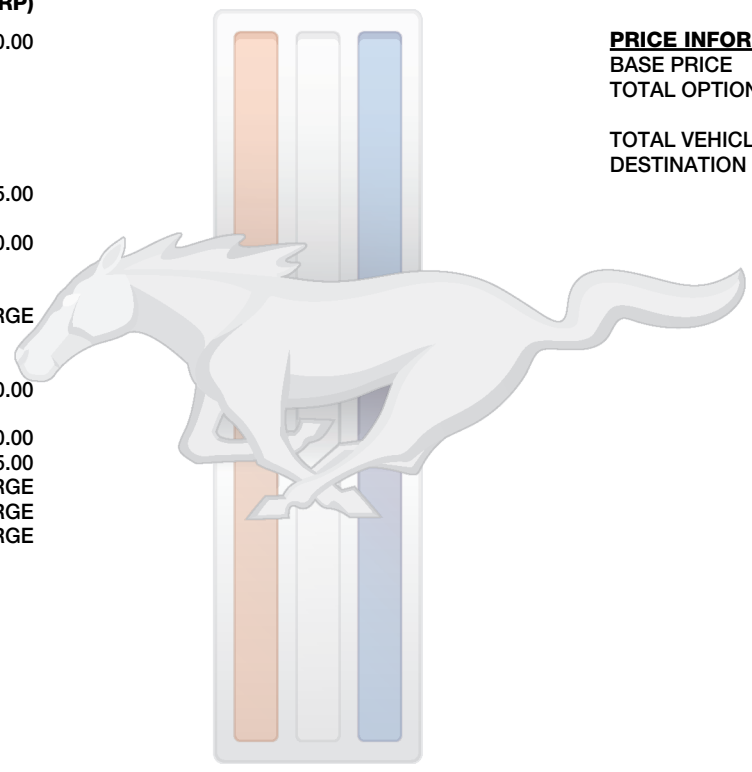 RP)
0.00
5.00
0.00
RGE
0.00
0.00
5.00
RGE
RGE
RGE
PRICE INFOR
BASE PRICE
TOTAL OPTION
TOTAL VEHICL
DESTINATION